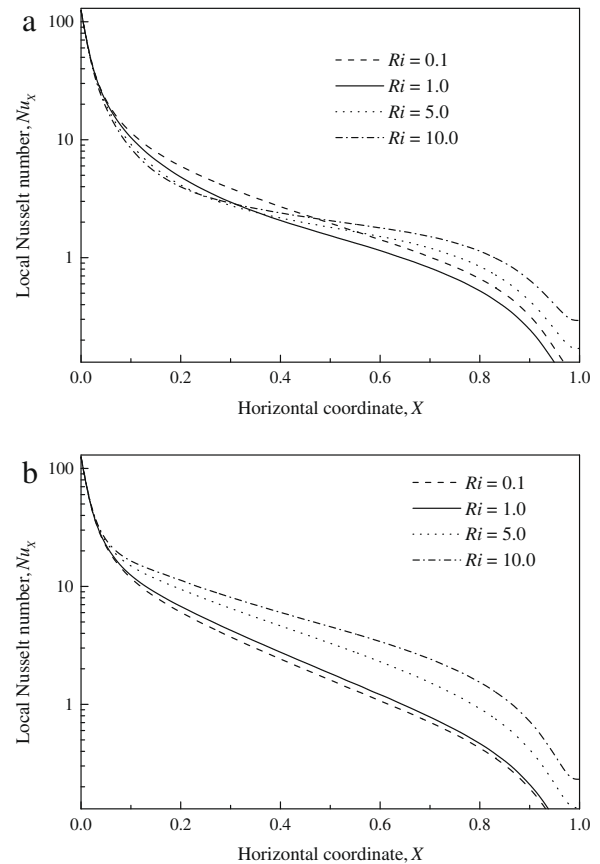 a
100
10
1
Local Nusselt number, Nu_X
Ri = 0.1
Ri = 1.0
Ri = 5.0
Ri = 10.0
0.0 0.2 0.4 0.6 0.8 1.0
Horizontal coordinate, X
b
100
10
1
Local Nusselt number, Nu_X
Ri = 0.1
Ri = 1.0
Ri = 5.0
Ri = 10.0
0.0 0.2 0.4 0.6 0.8 1.0
Horizontal coordinate, X